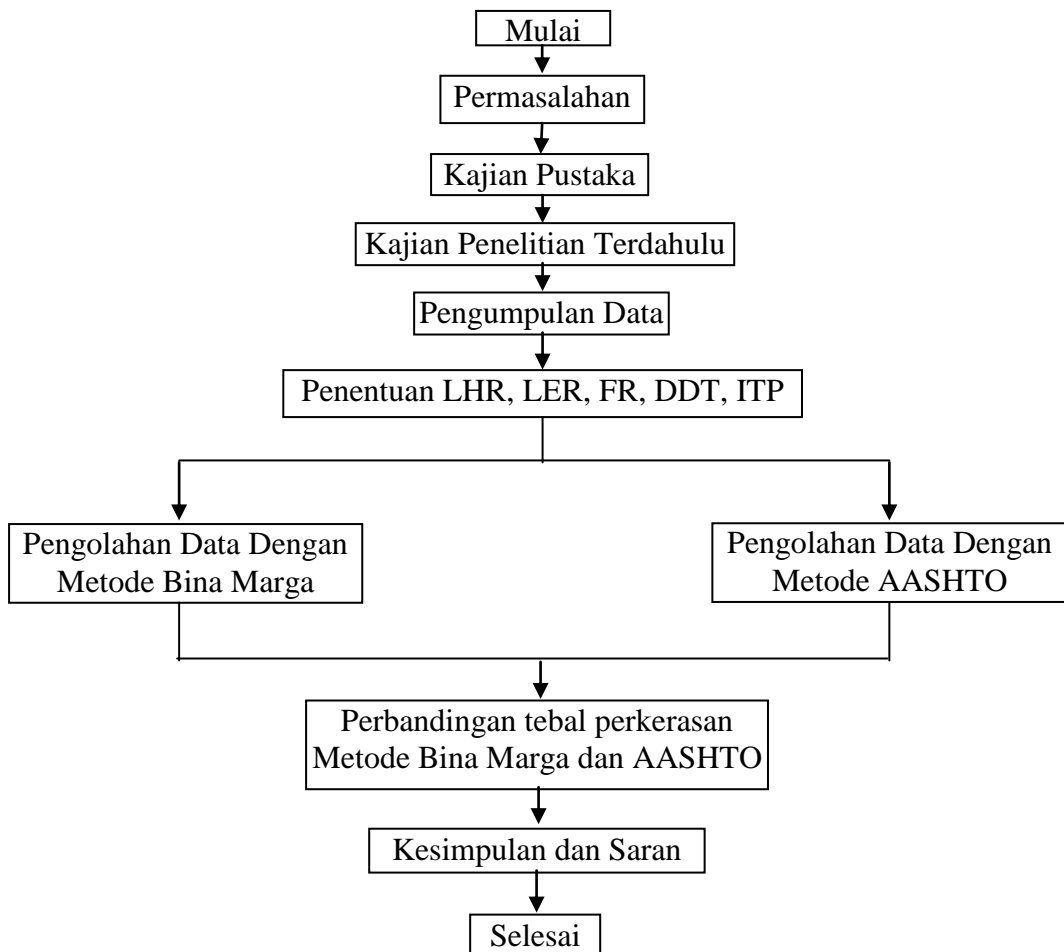 Mulai
Permasalahan
Kajian Pustaka
Kajian Penelitian Terdahulu
Pengumpulan Data
Penentuan LHR, LER, FR, DDT, ITP
Pengolahan Data Dengan
Metode Bina Marga
Pengolahan Data Dengan
Metode AASHTO
Perbandingan tebal perkerasan
Metode Bina Marga dan AASHTO
Kesimpulan dan Saran
Selesai